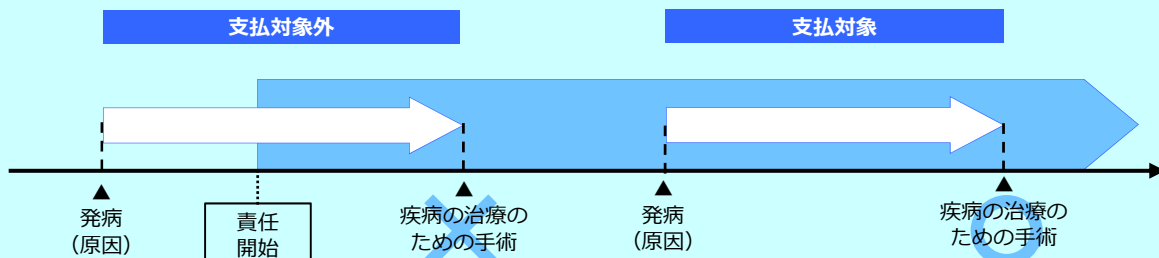 支払対象外
支払対象
発病
(原因)
責任
開始
疾病の治療の
ための手術
発病
(原因)
疾病の治療の
ための手術